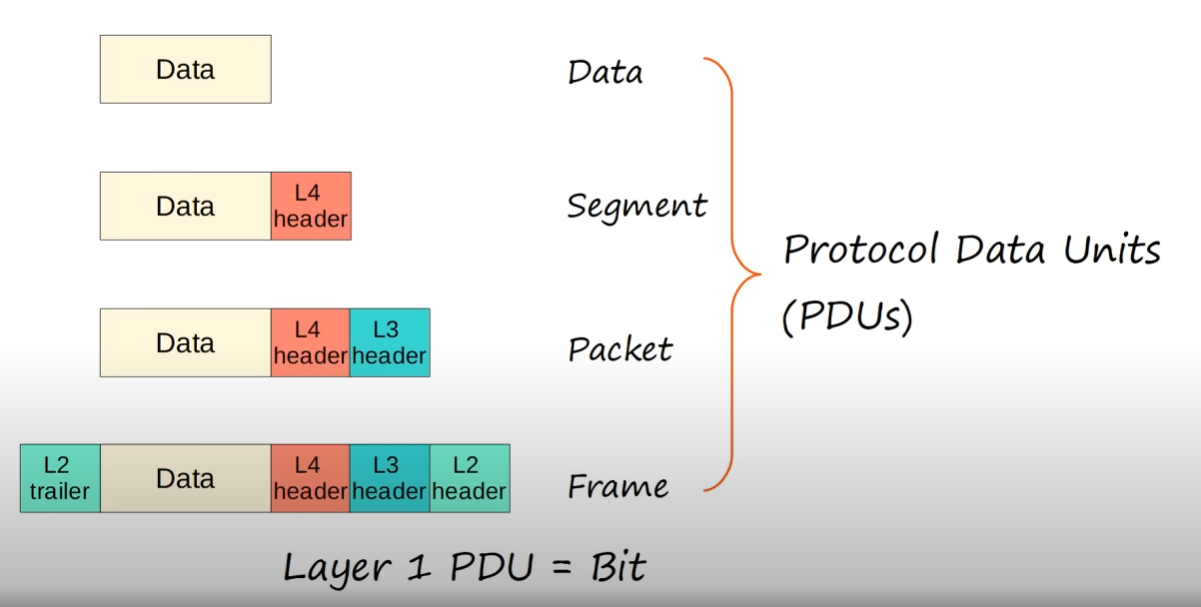 Data
Data
Data
L4
header
Segment
Protocol Data Units
(PDUs)
Data
L4
header
L3
header
Packet
L2
trailer
Data
L4
header
L3
header
L2
header
Frame
Layer 1 PDU = Bit